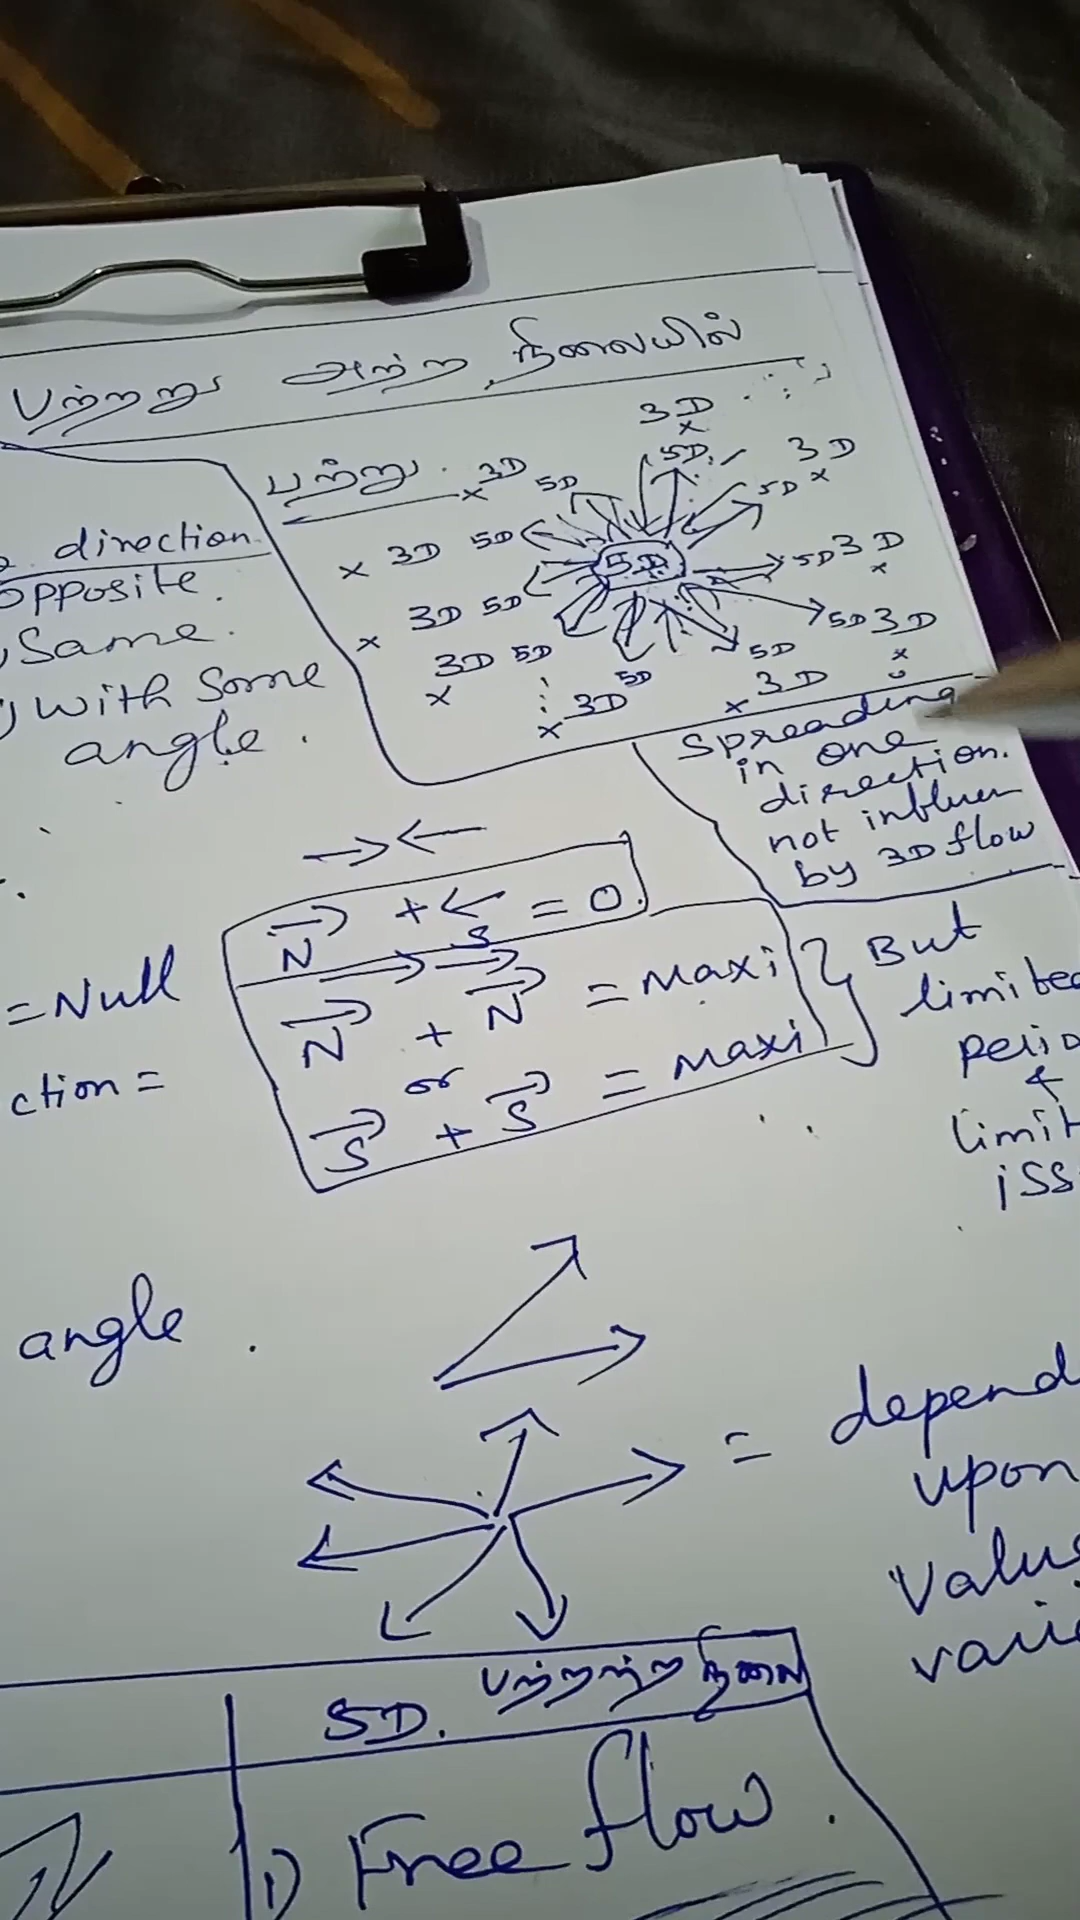 பற்றறு அற்ற நிலையில்
பற்று
3D
3D 5D 5D 3D
3D 5D 5D 5D 3D
3D 5D 5D 3D
3D 5D 5D 3D
3D 5D 5D 3D
direction
opposite.
Same.
with Some
angle.
Spreading
in one
direction.
not influen
by 3D flow
N + S = 0.
N + N = Maxi
or
S + S = Maxi
But
limited
perio
&
limit
iss
= Null
ction =
angle.
= depend
upon
Value
vari
5D. பற்றற்ற நிலை
1) Free flow.